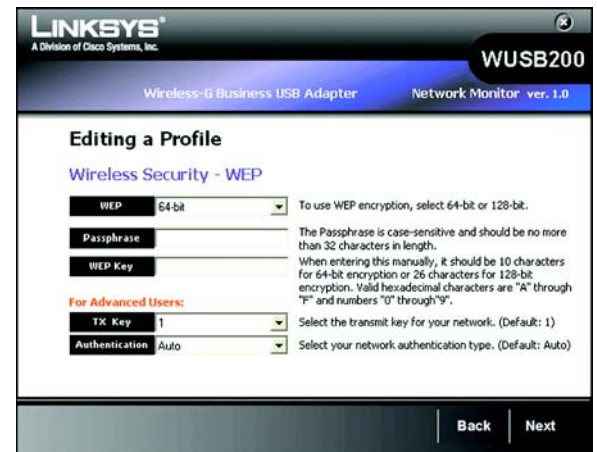 LINKSYS®
A Division of Cisco Systems, Inc.
WUSB200
Wireless-G Business USB Adapter Network Monitor ver. 1.0
Editing a Profile
Wireless Security - WEP
WEP 64-bit To use WEP encryption, select 64-bit or 128-bit.
Passphrase The Passphrase is case-sensitive and should be no more
than 32 characters in length.
WEP Key When entering this manually, it should be 10 characters
for 64-bit encryption or 26 characters for 128-bit
encryption. Valid hexadecimal characters are "A" through
"F" and numbers "0" through"9".
For Advanced Users:
TX Key 1 Select the transmit key for your network. (Default: 1)
Authentication Auto Select your network authentication type. (Default: Auto)
Back Next